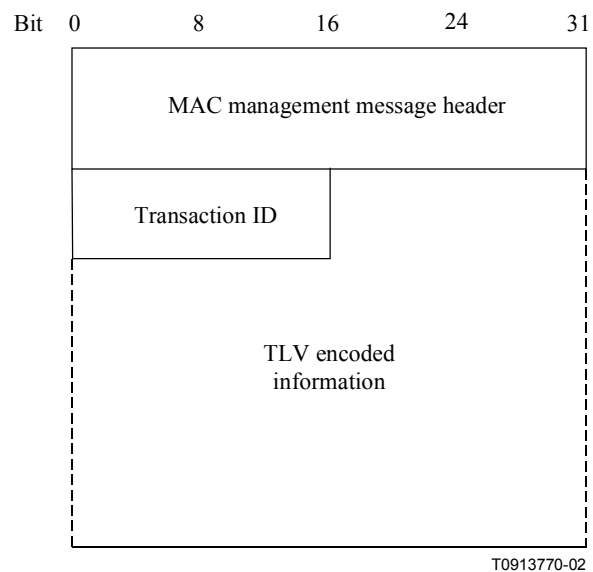 Bit 0 8 16 24 31
MAC management message header
Transaction ID
TLV encoded
information
T0913770-02